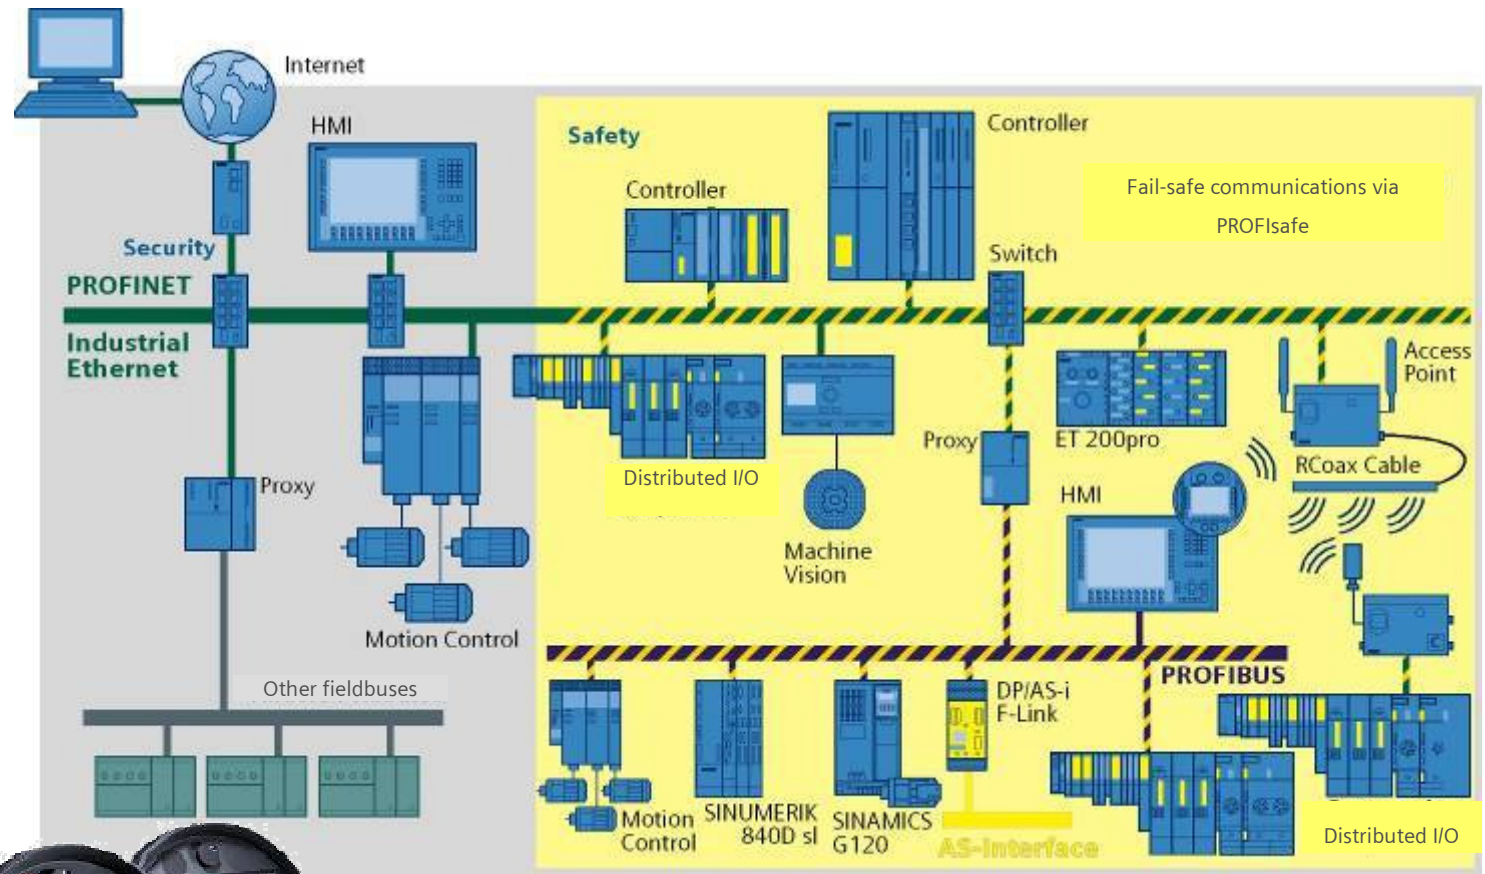 Internet
HMI
Safety
Controller
Controller
Fail-safe communications via
PROFIsafe
Security
Switch
PROFINET
Industrial
Ethernet
Access
Point
Proxy
ET 200pro
RCoax Cable
Distributed I/O
Proxy
HMI
Machine
Vision
Motion Control
Other fieldbuses
PROFIBUS
DP/AS-i
F-Link
Motion
Control
SINUMERIK
840D sl
SINAMICS
G120
AS-Interface
Distributed I/O